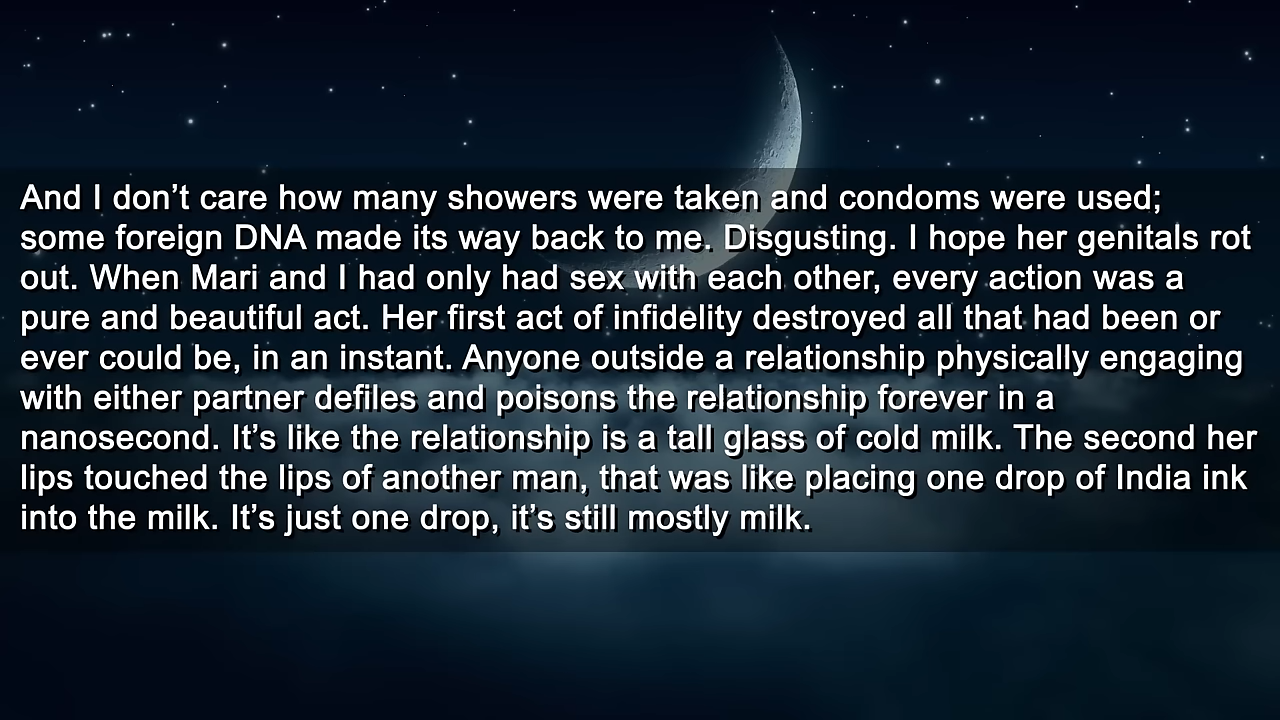 And I don’t care how many showers were taken and condoms were used;
some foreign DNA made its way back to me. Disgusting. I hope her genitals rot
out. When Mari and I had only had sex with each other, every action was a
pure and beautiful act. Her first act of infidelity destroyed all that had been or
ever could be, in an instant. Anyone outside a relationship physically engaging
with either partner defiles and poisons the relationship forever in a
nanosecond. It’s like the relationship is a tall glass of cold milk. The second her
lips touched the lips of another man, that was like placing one drop of India ink
into the milk. It’s just one drop, it’s still mostly milk.